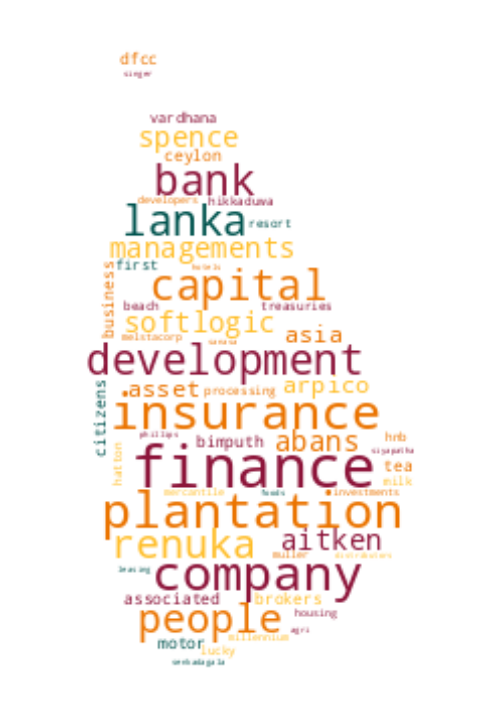 dfcc
singer
vardhana
spence
ceylon
bank
developers hikkaduwa
lanka resort
managements
first hotels
business
capital
beach treasuries
softlogic
melstacorp sanasa asia
development
citizens
asset processing arpico
insurance
phillips bimputh abans hnb
hatton
finance siyapatha
tea
milk
mercantile foods investments
plantation
renuka aitken
muller distributors
leasing company
associated brokers
people housing
agri
motor millennium
lucky
senkadagala